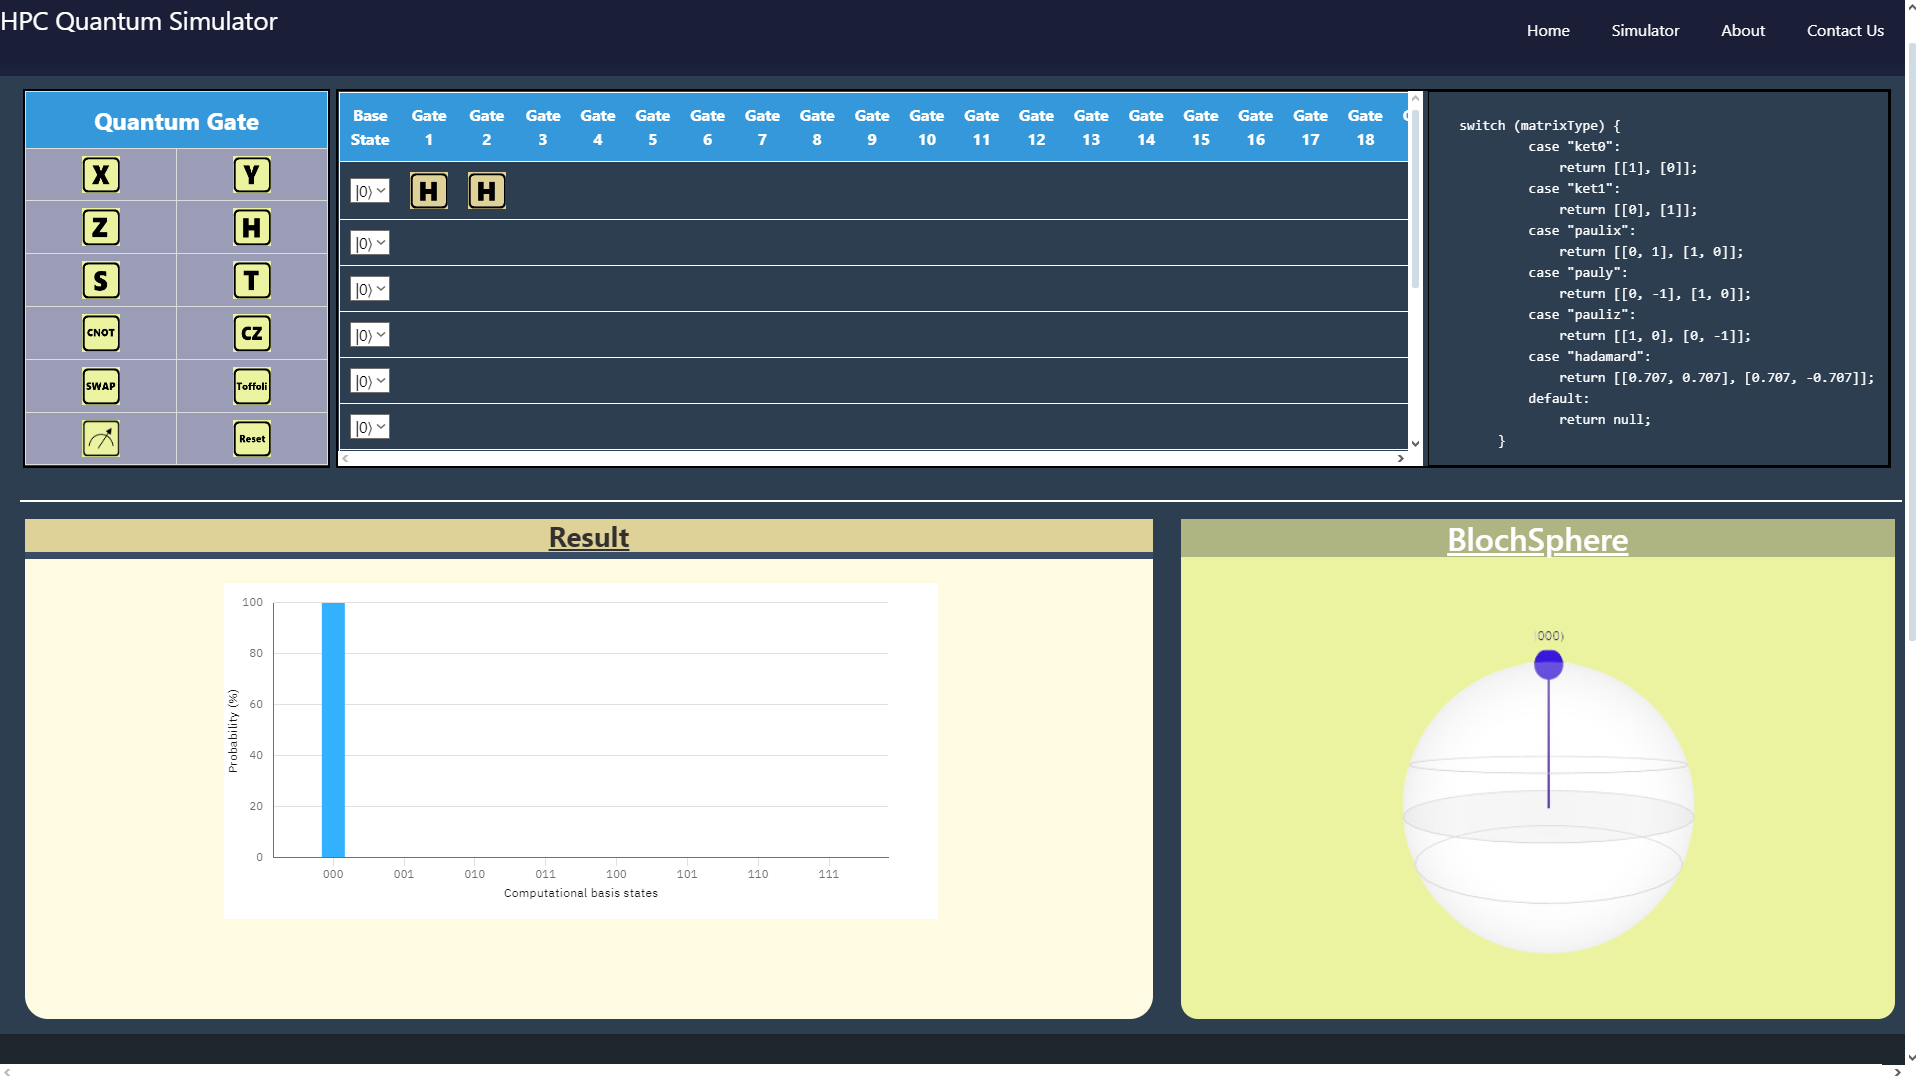 HPC Quantum Simulator
Home Simulator About Contact Us
Quantum Gate
X Y
Z H
S T
CNOT CZ
SWAP Toffoli
Reset
Base State Gate 1 Gate 2 Gate 3 Gate 4 Gate 5 Gate 6 Gate 7 Gate 8 Gate 9 Gate 10 Gate 11 Gate 12 Gate 13 Gate 14 Gate 15 Gate 16 Gate 17 Gate 18
|0⟩ H H
|0⟩
|0⟩
|0⟩
|0⟩
|0⟩
switch (matrixType) {
case "ket0":
return [[1], [0]];
case "ket1":
return [[0], [1]];
case "paulix":
return [[0, 1], [1, 0]];
case "pauly":
return [[0, -1], [1, 0]];
case "pauliz":
return [[1, 0], [0, -1]];
case "hadamard":
return [[0.707, 0.707], [0.707, -0.707]];
default:
return null;
}
Result
Probability (%)
100
80
60
40
20
0
000 001 010 011 100 101 110 111
Computational basis states
BlochSphere
|000⟩